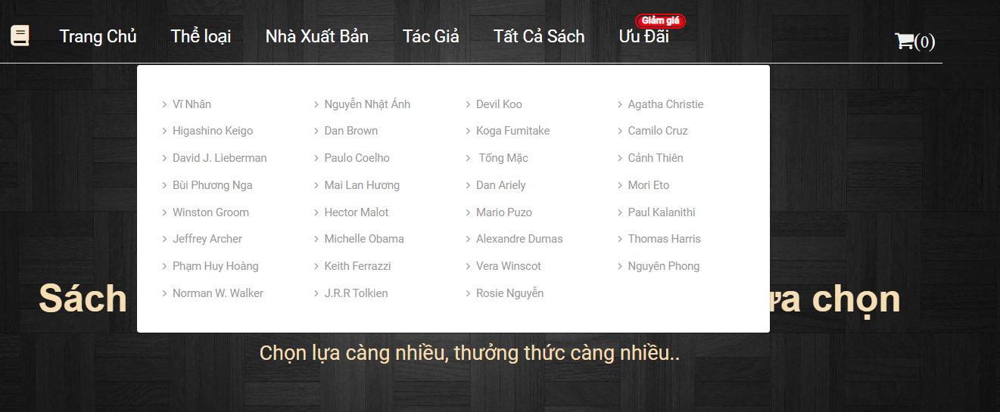 Giảm giá
Trang Chủ Thể loại Nhà Xuất Bản Tác Giả Tất Cả Sách Ưu Đãi (0)
Vĩ Nhân Nguyễn Nhật Ánh Devil Koo Agatha Christie
Higashino Keigo Dan Brown Koga Fumitake Camilo Cruz
David J. Lieberman Paulo Coelho Tống Mặc Cảnh Thiên
Bùi Phương Nga Mai Lan Hương Dan Ariely Mori Eto
Winston Groom Hector Malot Mario Puzo Paul Kalanithi
Jeffrey Archer Michelle Obama Alexandre Dumas Thomas Harris
Phạm Huy Hoàng Keith Ferrazzi Vera Winscot Nguyên Phong
Norman W. Walker J.R.R Tolkien Rosie Nguyễn
Sách chọn
Chọn lựa càng nhiều, thưởng thức càng nhiều..